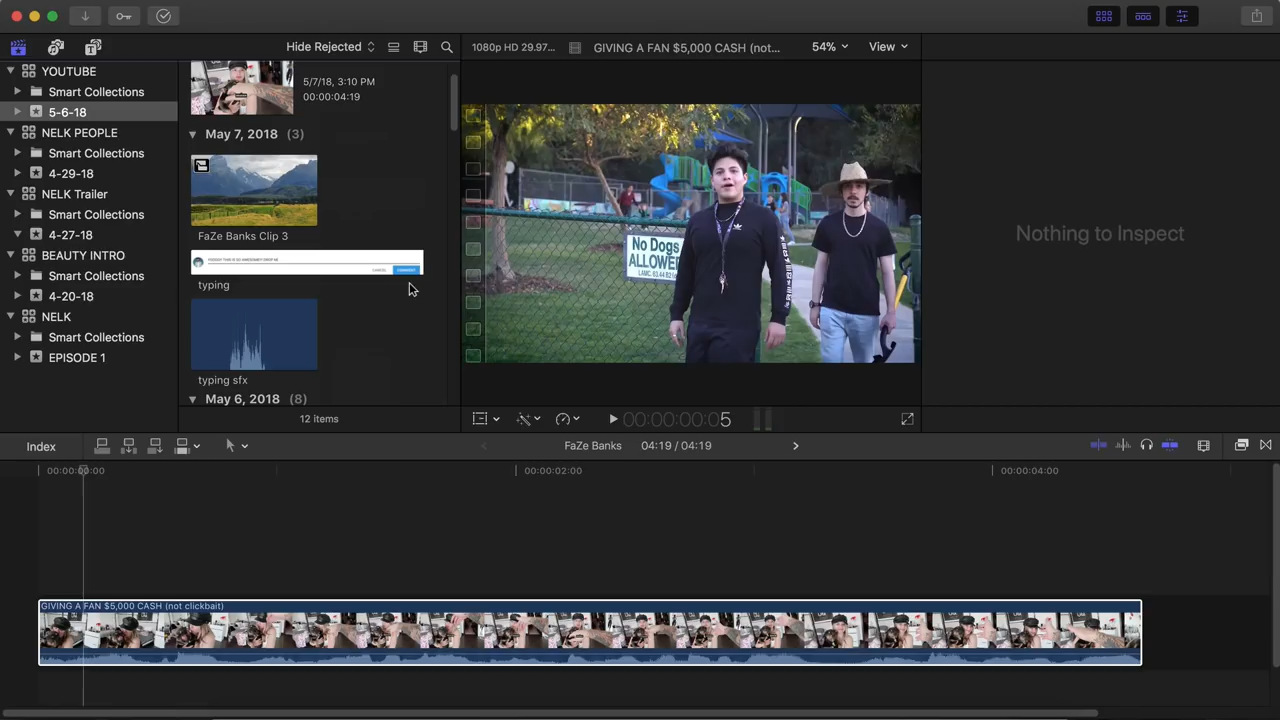 Hide Rejected
1080p HD 29.97...
GIVING A FAN $5,000 CASH (not...
54%
View
YOUTUBE
Smart Collections
5-6-18
NELK PEOPLE
Smart Collections
4-29-18
NELK Trailer
Smart Collections
4-27-18
BEAUTY INTRO
Smart Collections
4-20-18
NELK
Smart Collections
EPISODE 1
5/7/18, 3:10 PM
00:00:04:19
May 7, 2018 (3)
FaZe Banks Clip 3
CANCEL
COMMENT
typing
typing sfx
May 6, 2018 (8)
12 items
No Dogs
ALLOWE
adidas
Nothing to Inspect
00:00:00:05
Index
FaZe Banks
04:19 / 04:19
00:00:00:00
00:00:02:00
00:00:04:00
GIVING A FAN $5,000 CASH (not clickbait)